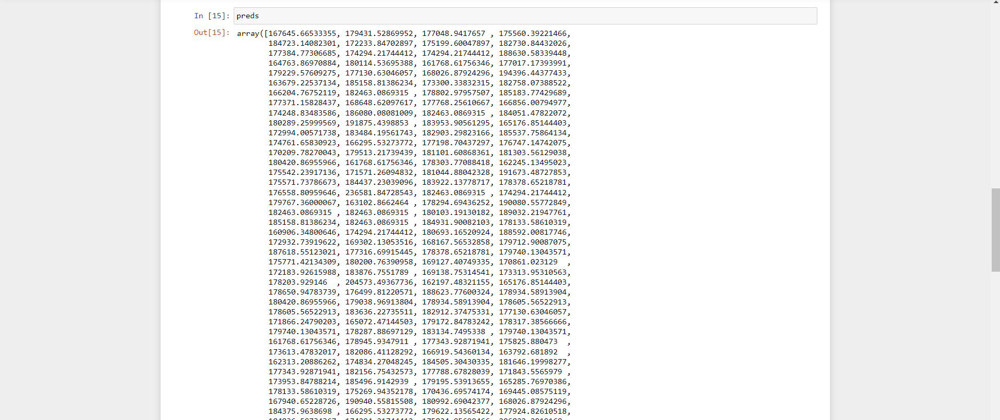 In [15]: preds
Out[15]: array([167645.66533355, 179431.52869952, 177048.9417657 , 175560.39221466,
184723.14082301, 172233.84702897, 175199.60047897, 182730.84432026,
177384.77306685, 174294.21744412, 174294.21744412, 188630.58339448,
164763.86970884, 180114.53695388, 161768.61756346, 177017.17393991,
179229.57609275, 177130.63046057, 168026.87924296, 194396.44377433,
163679.22537134, 185158.81386234, 173300.33832315, 182758.07388522,
166204.76752119, 182463.0869315 , 178802.97957507, 185183.77429689,
177371.15828437, 168648.62097617, 177768.25610667, 166856.00794977,
174248.83483586, 186080.08081009, 182463.0869315 , 184051.47822072,
180289.25999569, 191875.4398853 , 183953.90561295, 165176.85144403,
172994.00571738, 183484.19561743, 182903.29823166, 185537.75864134,
174761.65830923, 166295.53273772, 177198.70437297, 176747.14742075,
170209.78270043, 179513.21739439, 181101.60868361, 181303.56129038,
180420.86955966, 161768.61756346, 178303.77088418, 162245.13495023,
175542.23917136, 171571.26094832, 181044.88042328, 191673.48727853,
175571.73786673, 184437.23039096, 183922.13778717, 178378.65218781,
176558.80959646, 236581.84728543, 182463.0869315 , 174294.21744412,
179767.36000067, 163102.8662464 , 178294.69436252, 190080.55772849,
182463.0869315 , 182463.0869315 , 180103.19130182, 189032.21947761,
185158.81386234, 182463.0869315 , 184931.90082103, 178133.58610319,
160906.34800646, 174294.21744412, 180693.16520924, 188592.00817746,
172932.73919622, 169302.13053516, 168167.56532858, 179712.90087075,
187618.55123021, 177316.69915445, 178378.65218781, 179740.13043571,
175771.42134309, 180200.76390958, 169127.40749335, 170861.023129  ,
172183.92615988, 183876.7551789 , 169138.75314541, 173313.95310563,
178203.929146  , 204573.49367736, 162197.48321155, 165176.85144403,
178650.94783739, 176499.81220571, 188623.77600324, 178934.58913904,
180420.86955966, 179038.96913804, 178934.58913904, 178605.56522913,
178605.56522913, 183636.22735511, 182912.37475331, 177130.63046057,
171866.24790203, 165072.47144503, 179172.84783242, 178317.38566666,
179740.13043571, 178287.88697129, 183134.7495338 , 179740.13043571,
161768.61756346, 178945.9347911 , 177343.92871941, 175825.880473  ,
173613.47832017, 182086.41128292, 166919.54360134, 163792.681892  ,
162313.20886262, 174834.27048245, 184505.30430335, 181646.19998277,
177343.92871941, 182156.75432573, 177788.67828039, 171843.5565979 ,
173953.84788214, 185496.9142939 , 179195.53913655, 165285.76970386,
178133.58610319, 175269.94352178, 170436.69574174, 169445.08575119,
167940.65228726, 190940.55815508, 180992.69042377, 168026.87924296,
184375.9638698 , 166295.53273772, 179622.13565422, 177924.82610518,